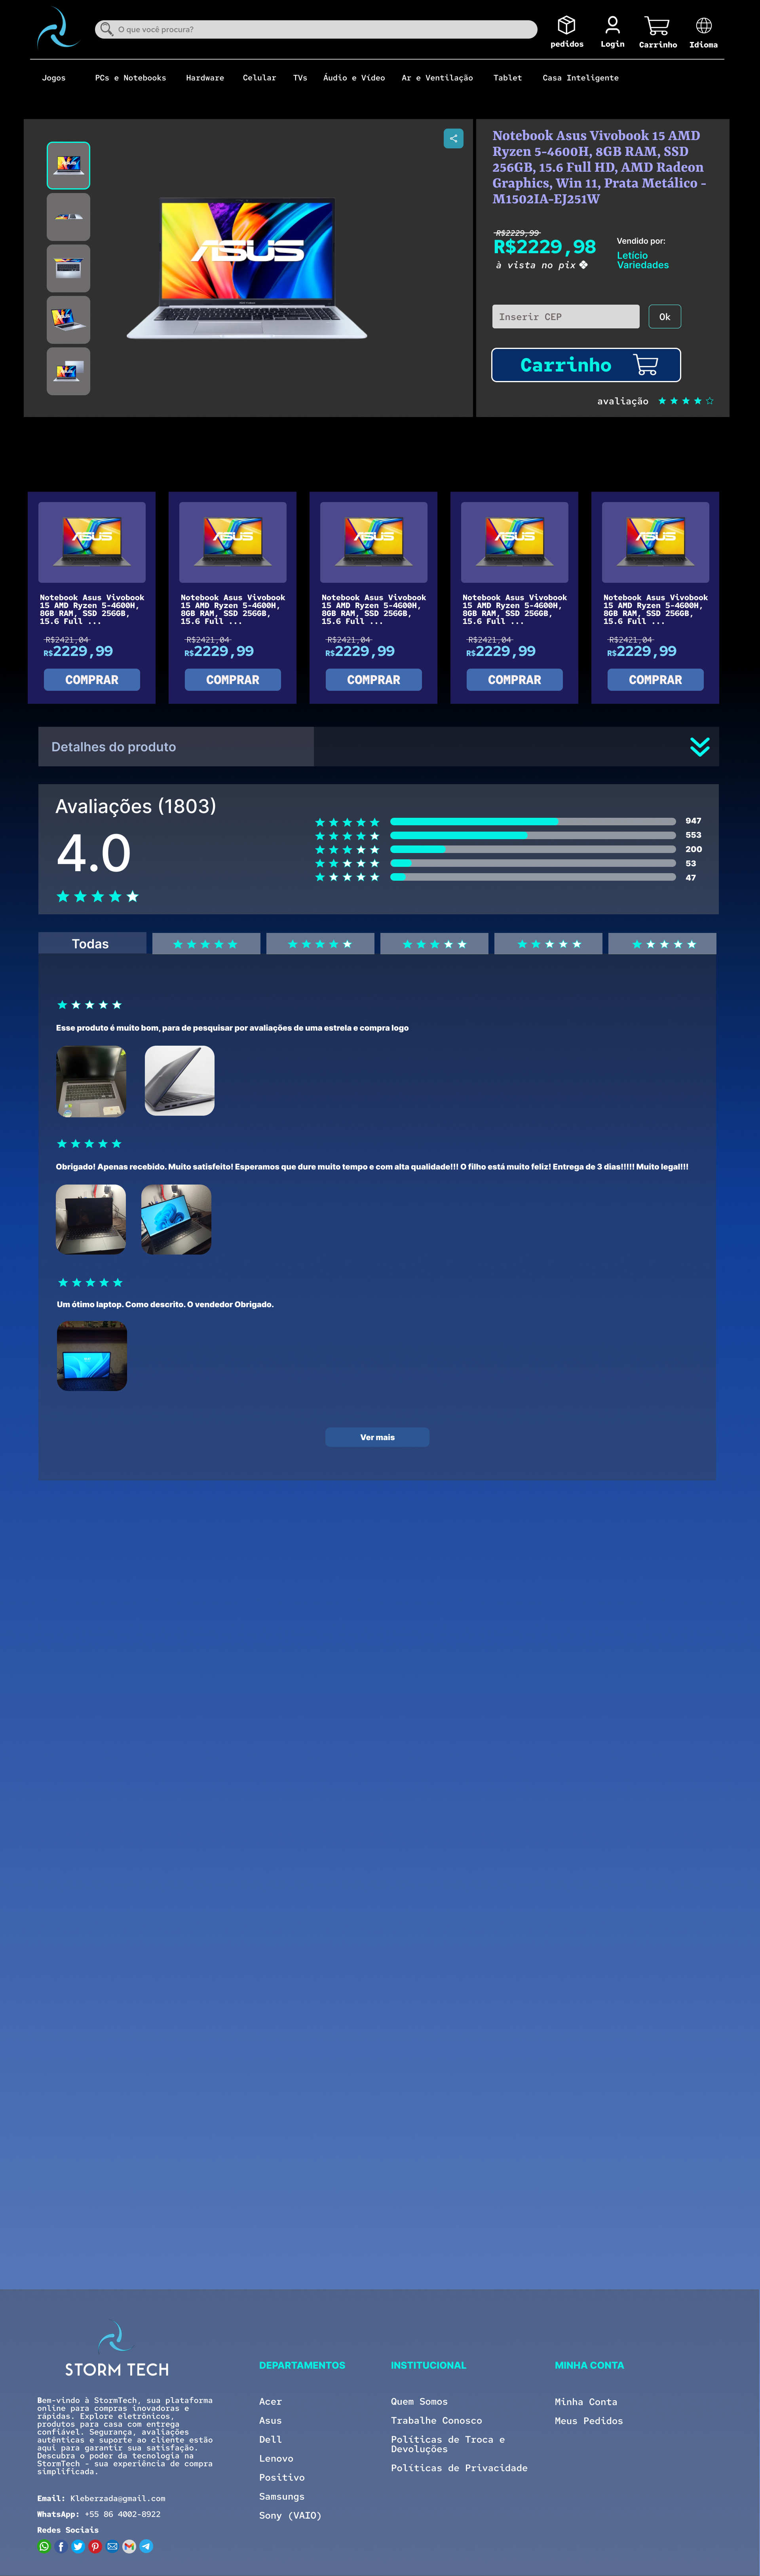 O que você procura?
pedidos
Login
Carrinho
Idioma
Jogos
PCs e Notebooks
Hardware
Celular
TVs
Áudio e Vídeo
Ar e Ventilação
Tablet
Casa Inteligente
ASUS
Notebook Asus Vivobook 15 AMD
Ryzen 5-4600H, 8GB RAM, SSD
256GB, 15.6 Full HD, AMD Radeon
Graphics, Win 11, Prata Metálico -
M1502IA-EJ251W
R$2229,99
R$2229,98
à vista no pix
Vendido por:
Letício
Variedades
Inserir CEP
Ok
Carrinho
avaliação
Notebook Asus Vivobook
15 AMD Ryzen 5-4600H,
8GB RAM, SSD 256GB,
15.6 Full ...
R$2421,04
R$2229,99
COMPRAR
Notebook Asus Vivobook
15 AMD Ryzen 5-4600H,
8GB RAM, SSD 256GB,
15.6 Full ...
R$2421,04
R$2229,99
COMPRAR
Notebook Asus Vivobook
15 AMD Ryzen 5-4600H,
8GB RAM, SSD 256GB,
15.6 Full ...
R$2421,04
R$2229,99
COMPRAR
Notebook Asus Vivobook
15 AMD Ryzen 5-4600H,
8GB RAM, SSD 256GB,
15.6 Full ...
R$2421,04
R$2229,99
COMPRAR
Notebook Asus Vivobook
15 AMD Ryzen 5-4600H,
8GB RAM, SSD 256GB,
15.6 Full ...
R$2421,04
R$2229,99
COMPRAR
Detalhes do produto
Avaliações (1803)
4.0
947
553
200
53
47
Todas
Esse produto é muito bom, para de pesquisar por avaliações de uma estrela e compra logo
Obrigado! Apenas recebido. Muito satisfeito! Esperamos que dure muito tempo e com alta qualidade!!! O filho está muito feliz! Entrega de 3 dias!!!!! Muito legal!!!
Um ótimo laptop. Como descrito. O vendedor Obrigado.
Ver mais
STORM TECH
Bem-vindo à StormTech, sua plataforma
online para compras inovadoras e
rápidas. Explore eletrônicos,
produtos para casa com entrega
confiável. Segurança, avaliações
autênticas e suporte ao cliente estão
aqui para garantir sua satisfação.
Descubra o poder da tecnologia na
StormTech - sua experiência de compra
simplificada.
Email: Kleberzada@gmail.com
WhatsApp: +55 86 4002-8922
Redes Sociais
DEPARTAMENTOS
Acer
Asus
Dell
Lenovo
Positivo
Samsungs
Sony (VAIO)
INSTITUCIONAL
Quem Somos
Trabalhe Conosco
Políticas de Troca e
Devoluções
Políticas de Privacidade
MINHA CONTA
Minha Conta
Meus Pedidos